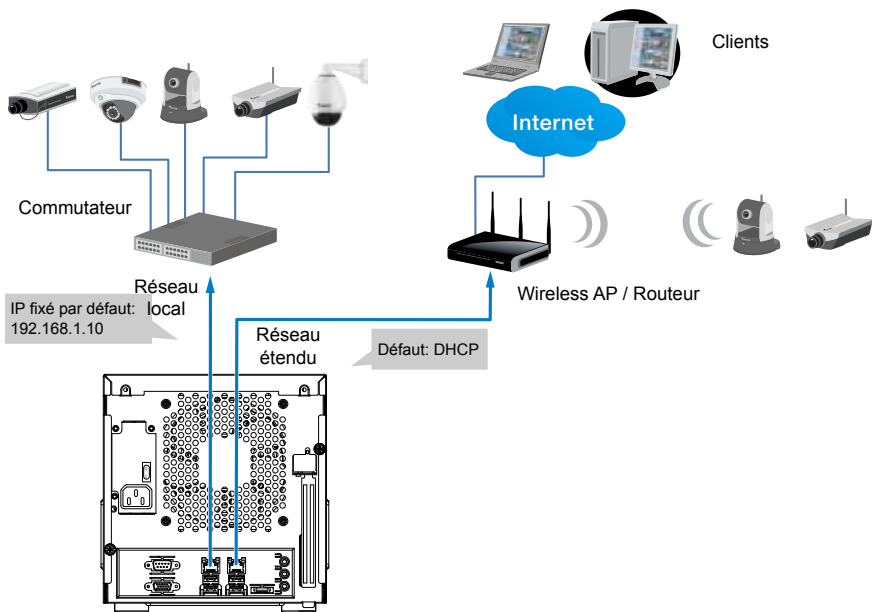 Clients
Internet
Commutateur
Réseau
local
IP fixé par défaut:
192.168.1.10
Wireless AP / Routeur
Réseau
étendu
Défaut: DHCP